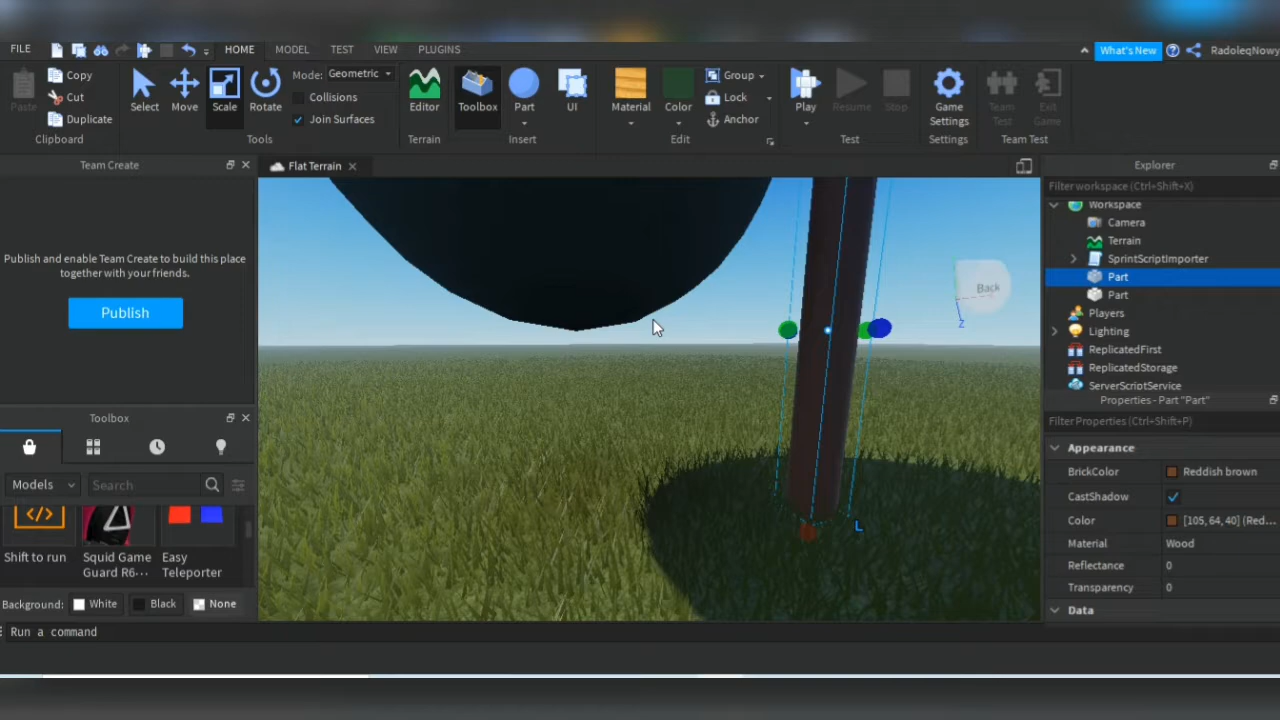 FILE HOME MODEL TEST VIEW PLUGINS What's New RadoleqNowy
Paste Copy Cut Duplicate Clipboard
Select Move Scale Rotate Mode: Geometric Collisions Join Surfaces Tools
Editor Terrain
Toolbox Part UI Insert
Material Color Group Lock Anchor Edit
Play Resume Stop Test
Game Settings Settings
Team Test Exit Game Team Test
Team Create
Publish and enable Team Create to build this place
together with your friends.
Publish
Toolbox
Models Search
Shift to run
Squid Game
Guard R6...
Easy
Teleporter
Background: White Black None
Run a command
Flat Terrain
Back
Z
L
Explorer
Filter workspace (Ctrl+Shift+X)
Workspace
Camera
Terrain
SprintScriptImporter
Part
Part
Players
Lighting
ReplicatedFirst
ReplicatedStorage
ServerScriptService
Properties - Part "Part"
Filter Properties (Ctrl+Shift+P)
Appearance
BrickColor Reddish brown
CastShadow
Color [105, 64, 40] (Red...
Material Wood
Reflectance 0
Transparency 0
Data